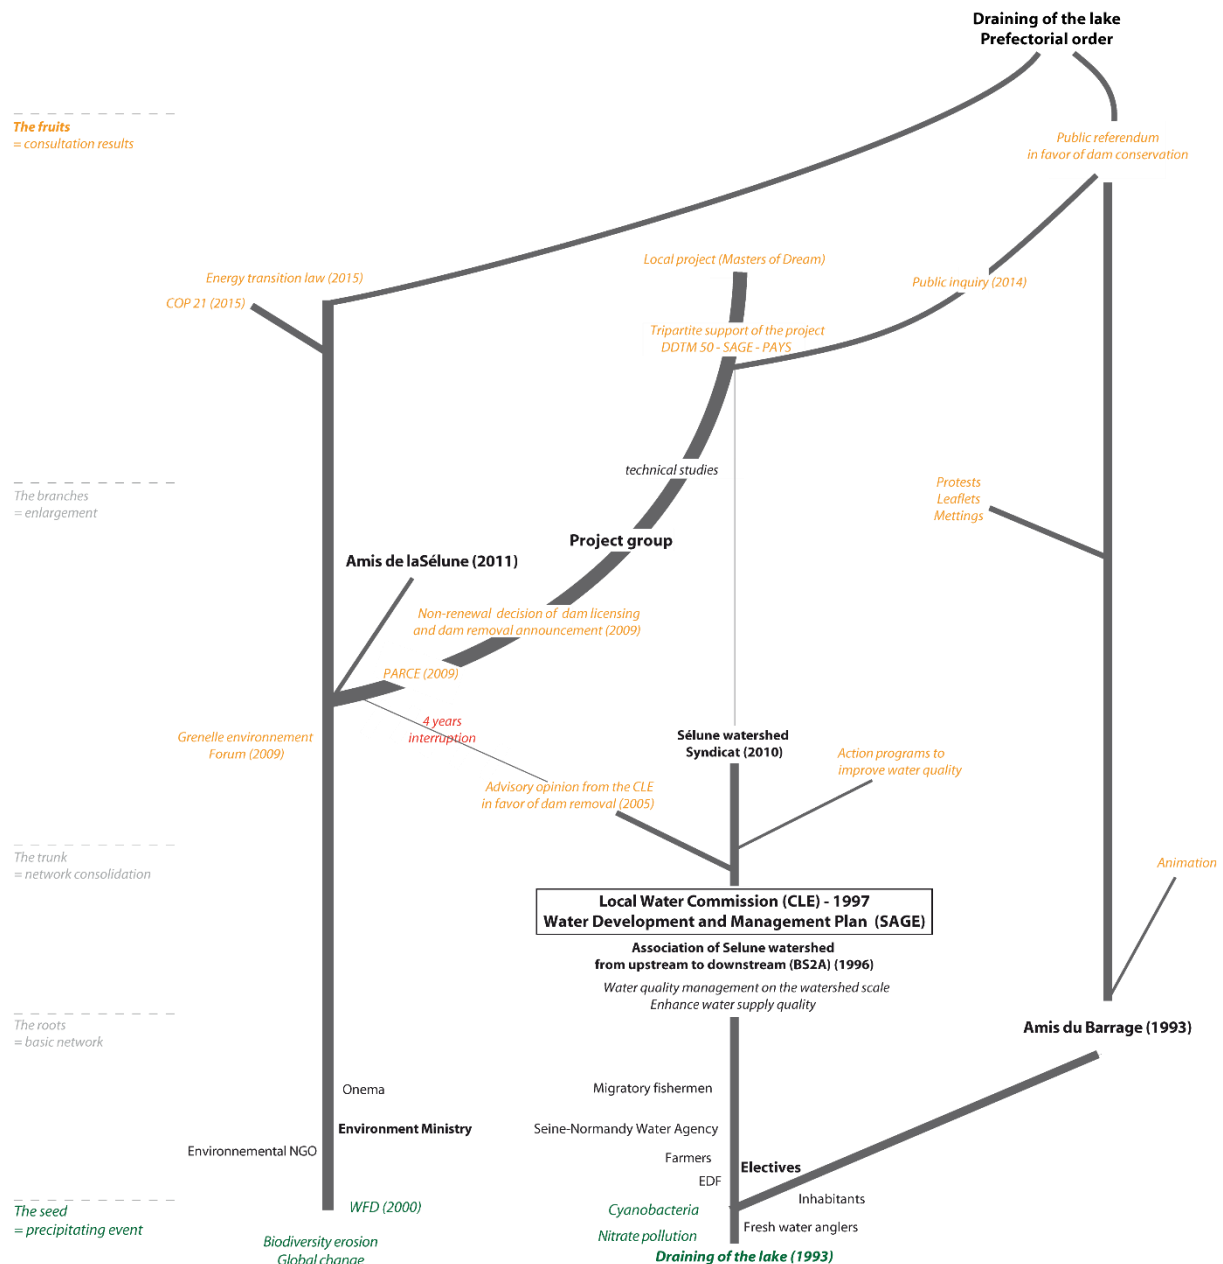 Draining of the lake
Prefectorial order
The fruits
= consultation results
Public referendum
in favor of dam conservation
Local project (Masters of Dream)
Energy transition law (2015)
COP 21 (2015)
Public inquiry (2014)
Tripartite support of the project
DDTM 50 - SAGE - PAYS
technical studies
The branches
= enlargement
Protests
Leaflets
Mettings
Project group
Amis de laSélune (2011)
Non-renewal decision of dam licensing
and dam removal announcement (2009)
PARCE (2009)
4 years
interruption
Grenelle environnement
Forum (2009)
Sélune watershed
Syndicat (2010)
Action programs to
improve water quality
Advisory opinion from the CLE
in favor of dam removal (2005)
The trunk
= network consolidation
Animation
Local Water Commission (CLE) - 1997
Water Development and Management Plan (SAGE)
Association of Selune watershed
from upstream to downstream (BS2A) (1996)
Water quality management on the watershed scale
Enhance water supply quality
The roots
= basic network
Amis du Barrage (1993)
Onema
Migratory fishermen
Environment Ministry
Seine-Normandy Water Agency
Environnemental NGO
Farmers
Electives
EDF
Inhabitants
The seed
= precipitating event
WFD (2000)
Cyanobacteria
Fresh water anglers
Nitrate pollution
Biodiversity erosion
Global change
Draining of the lake (1993)